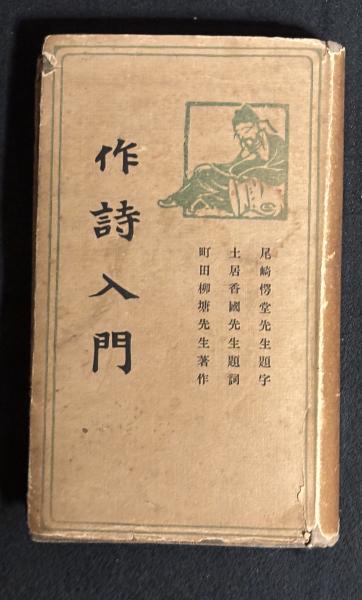 尾崎愕堂先生題字
土居香國先生題詞
町田柳塘先生著作
作詩入門